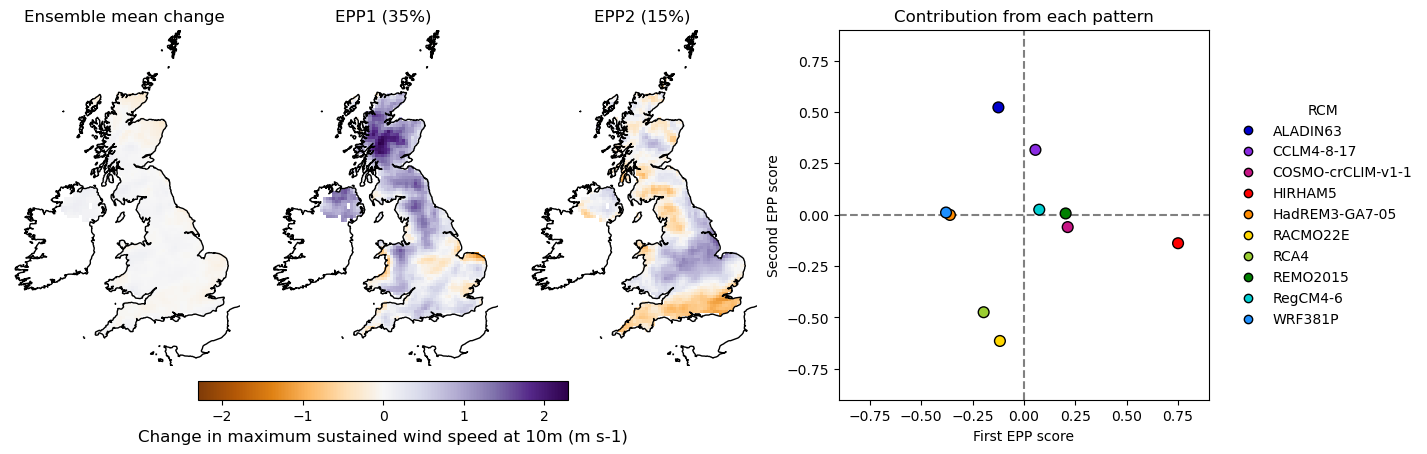 Ensemble mean change
EPP1 (35%)
EPP2 (15%)
−2
−1
0
1
2
Change in maximum sustained wind speed at 10m (m s-1)
Contribution from each pattern
Second EPP score
0.75
0.50
0.25
0.00
−0.25
−0.50
−0.75
−0.75
−0.50
−0.25
0.00
0.25
0.50
0.75
First EPP score
RCM
ALADIN63
CCLM4-8-17
COSMO-crCLIM-v1-1
HIRHAM5
HadREM3-GA7-05
RACMO22E
RCA4
REMO2015
RegCM4-6
WRF381P